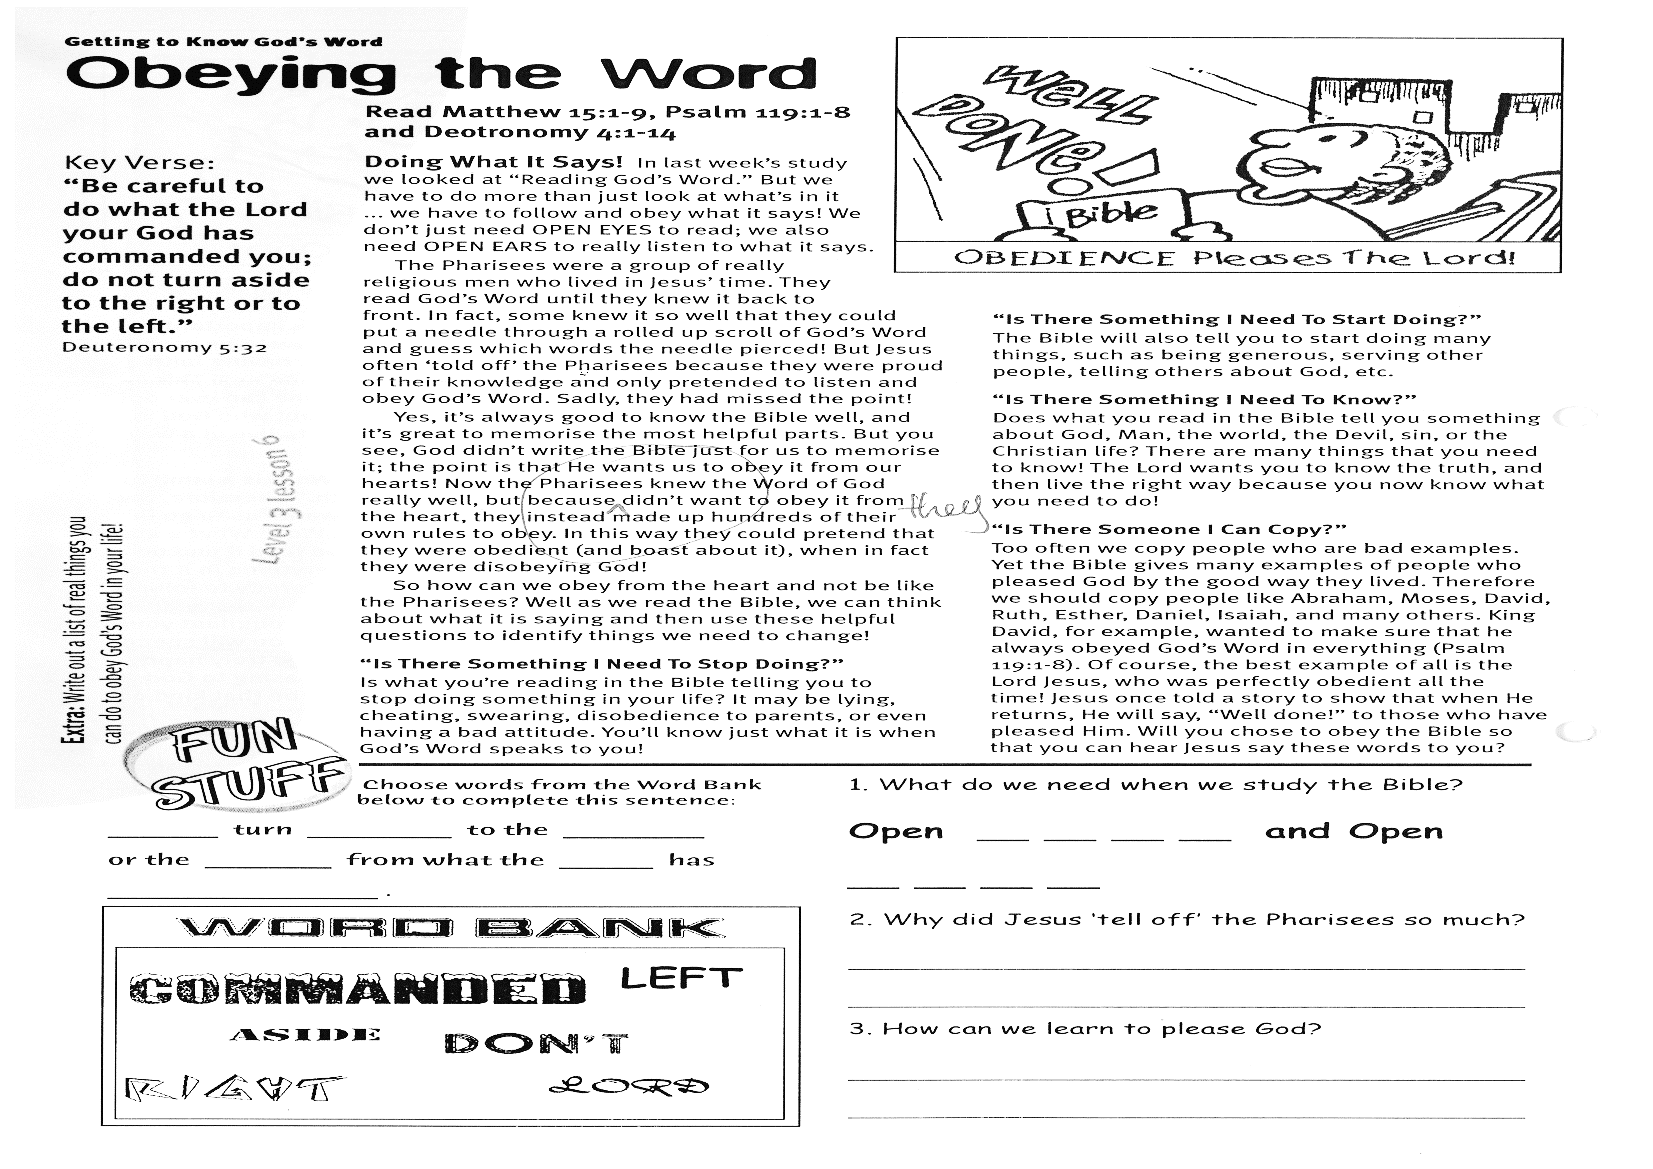 Getting to Know God's Word
Obeying the Word
Read Matthew 15:1-9, Psalm 119:1-8
and Deotronomy 4:1-14
Key Verse:
“Be careful to
do what the Lord
your God has
commanded you;
do not turn aside
to the right or to
the left.”
Deuteronomy 5:32
Level 3 lesson 6
Extra: Write out a list of real things you
can do to obey God's Word in your life!
Doing What It Says! In last week's study
we looked at “Reading God's Word.” But we
have to do more than just look at what's in it
... we have to follow and obey what it says! We
don't just need OPEN EYES to read; we also
need OPEN EARS to really listen to what it says.
The Pharisees were a group of really
religious men who lived in Jesus' time. They
read God's Word until they knew it back to
front. In fact, some knew it so well that they could
put a needle through a rolled up scroll of God's Word
and guess which words the needle pierced! But Jesus
often ‘told off’ the Pharisees because they were proud
of their knowledge and only pretended to listen and
obey God's Word. Sadly, they had missed the point!
Yes, it's always good to know the Bible well, and
it's great to memorise the most helpful parts. But you
see, God didn't write the Bible just for us to memorise
it; the point is that He wants us to obey it from our
hearts! Now the Pharisees knew the Word of God
really well, but because didn't want to obey it from
they
the heart, they instead made up hundreds of their
own rules to obey. In this way they could pretend that
they were obedient (and boast about it), when in fact
they were disobeying God!
So how can we obey from the heart and not be like
the Pharisees? Well as we read the Bible, we can think
about what it is saying and then use these helpful
questions to identify things we need to change!
“Is There Something I Need To Stop Doing?”
Is what you're reading in the Bible telling you to
stop doing something in your life? It may be lying,
cheating, swearing, disobedience to parents, or even
having a bad attitude. You'll know just what it is when
God's Word speaks to you!
WELL
DONE!
Bible
OBEDIENCE Pleases The Lord!
“Is There Something I Need To Start Doing?”
The Bible will also tell you to start doing many
things, such as being generous, serving other
people, telling others about God, etc.
“Is There Something I Need To Know?”
Does what you read in the Bible tell you something
about God, Man, the world, the Devil, sin, or the
Christian life? There are many things that you need
to know! The Lord wants you to know the truth, and
then live the right way because you now know what
you need to do!
“Is There Someone I Can Copy?”
Too often we copy people who are bad examples.
Yet the Bible gives many examples of people who
pleased God by the good way they lived. Therefore
we should copy people like Abraham, Moses, David,
Ruth, Esther, Daniel, Isaiah, and many others. King
David, for example, wanted to make sure that he
always obeyed God's Word in everything (Psalm
119:1-8). Of course, the best example of all is the
Lord Jesus, who was perfectly obedient all the
time! Jesus once told a story to show that when He
returns, He will say, “Well done!” to those who have
pleased Him. Will you chose to obey the Bible so
that you can hear Jesus say these words to you?
FUN
STUFF
Choose words from the Word Bank
below to complete this sentence:
________ turn __________ to the __________
or the _________ from what the _______ has
___________________ .
WORD BANK
COMMANDED LEFT
ASIDE DON'T
RIGHT LORD
1. What do we need when we study the Bible?
Open ___ ___ ___ ___ and Open
___ ___ ___ ___
2. Why did Jesus 'tell off' the Pharisees so much?
3. How can we learn to please God?